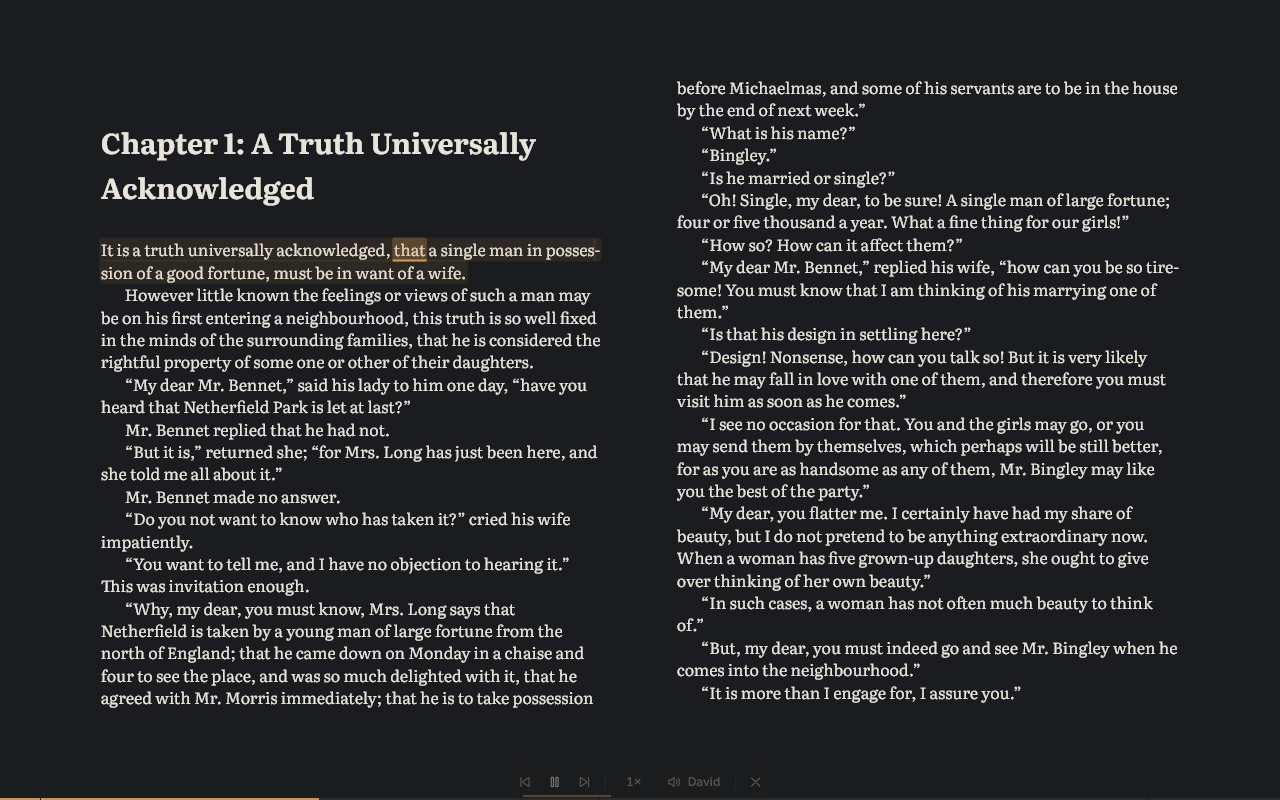 Chapter 1: A Truth Universally
Acknowledged
It is a truth universally acknowledged, that a single man in posses-
sion of a good fortune, must be in want of a wife.
However little known the feelings or views of such a man may
be on his first entering a neighbourhood, this truth is so well fixed
in the minds of the surrounding families, that he is considered the
rightful property of some one or other of their daughters.
“My dear Mr. Bennet,” said his lady to him one day, “have you
heard that Netherfield Park is let at last?”
Mr. Bennet replied that he had not.
“But it is,” returned she; “for Mrs. Long has just been here, and
she told me all about it.”
Mr. Bennet made no answer.
“Do you not want to know who has taken it?” cried his wife
impatiently.
“You want to tell me, and I have no objection to hearing it.”
This was invitation enough.
“Why, my dear, you must know, Mrs. Long says that
Netherfield is taken by a young man of large fortune from the
north of England; that he came down on Monday in a chaise and
four to see the place, and was so much delighted with it, that he
agreed with Mr. Morris immediately; that he is to take possession
before Michaelmas, and some of his servants are to be in the house
by the end of next week.”
“What is his name?”
“Bingley.”
“Is he married or single?”
“Oh! Single, my dear, to be sure! A single man of large fortune;
four or five thousand a year. What a fine thing for our girls!”
“How so? How can it affect them?”
“My dear Mr. Bennet,” replied his wife, “how can you be so tire-
some! You must know that I am thinking of his marrying one of
them.”
“Is that his design in settling here?”
“Design! Nonsense, how can you talk so! But it is very likely
that he may fall in love with one of them, and therefore you must
visit him as soon as he comes.”
“I see no occasion for that. You and the girls may go, or you
may send them by themselves, which perhaps will be still better,
for as you are as handsome as any of them, Mr. Bingley may like
you the best of the party.”
“My dear, you flatter me. I certainly have had my share of
beauty, but I do not pretend to be anything extraordinary now.
When a woman has five grown-up daughters, she ought to give
over thinking of her own beauty.”
“In such cases, a woman has not often much beauty to think
of.”
“But, my dear, you must indeed go and see Mr. Bingley when he
comes into the neighbourhood.”
“It is more than I engage for, I assure you.”
1× David